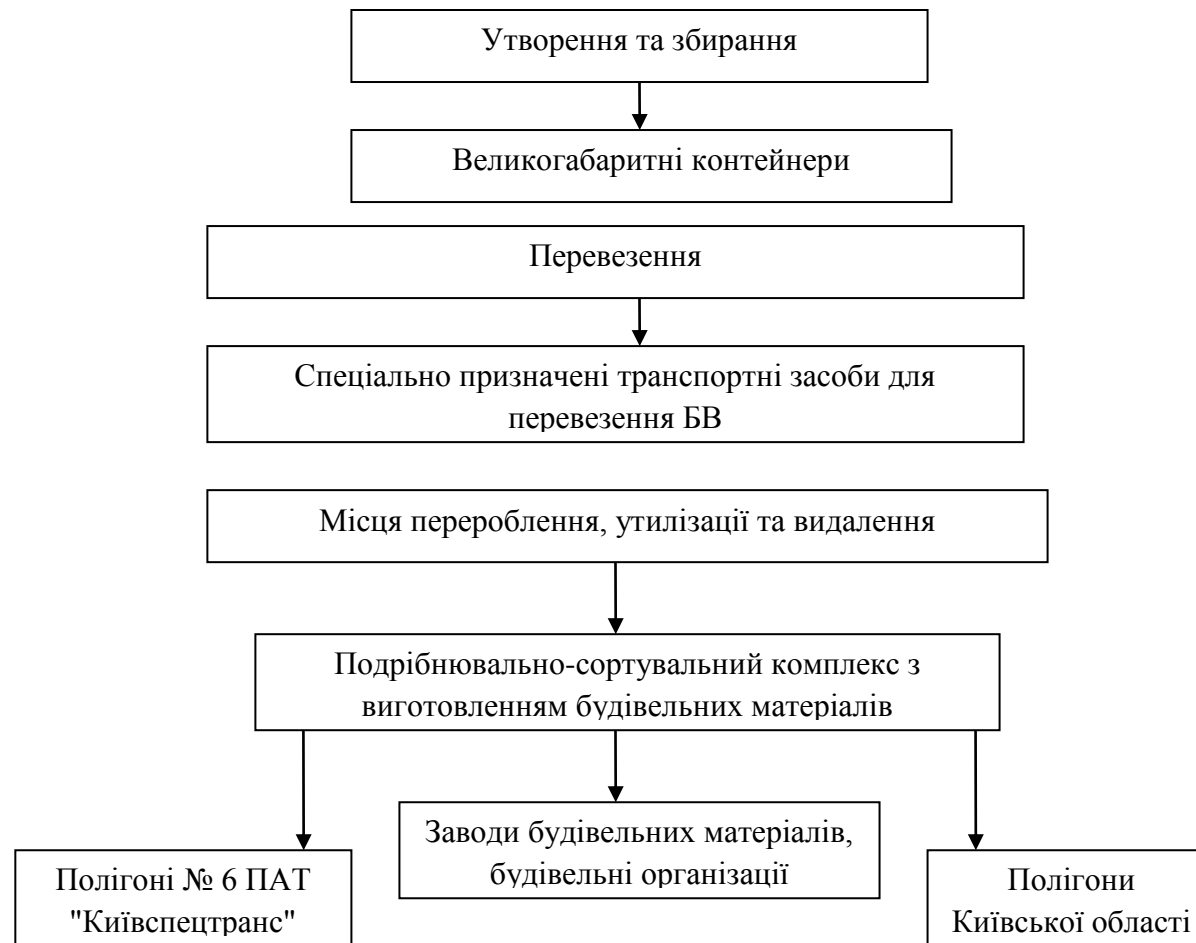 Утворення та збирання
Великогабаритні контейнери
Перевезення
Спеціально призначені транспортні засоби для
перевезення БВ
Місця перероблення, утилізації та видалення
Подрібнювально-сортувальний комплекс з
виготовленням будівельних матеріалів
Заводи будівельних матеріалів,
будівельні організації
Полігоні № 6 ПАТ
"Київспецтранс"
Полігони
Київської області